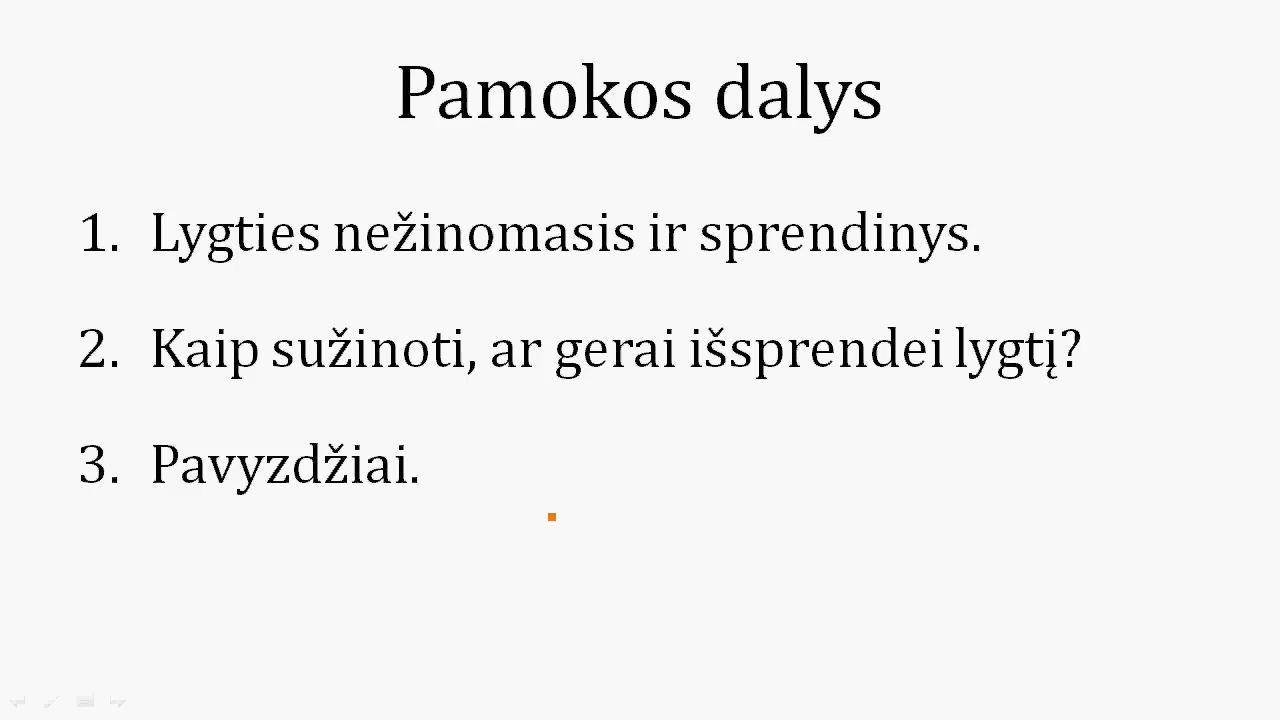 Pamokos dalys
1. Lygties nežinomasis ir sprendinys.
2. Kaip sužinoti, ar gerai išsprendei lygtį?
3. Pavyzdžiai.